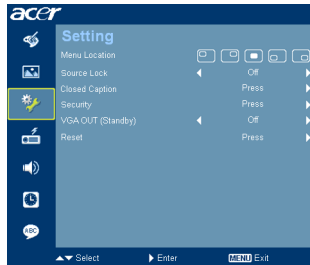 acer
Setting
Menu Location
Source Lock Off
Closed Caption Press
Security Press
VGA OUT (Standby) Off
Reset Press
ABC
Select Enter MENU Exit